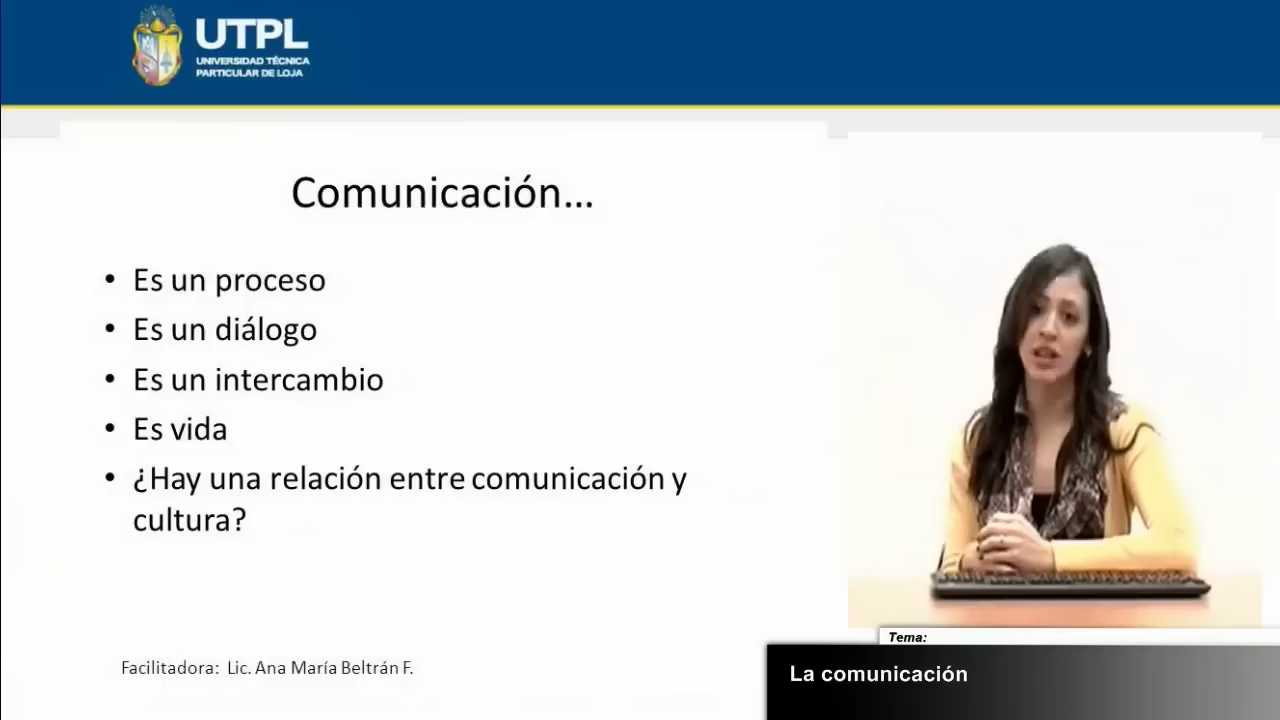 UTPL
UNIVERSIDAD TÉCNICA
PARTICULAR DE LOJA
Comunicación...
• Es un proceso
• Es un diálogo
• Es un intercambio
• Es vida
• ¿Hay una relación entre comunicación y
cultura?
Facilitadora: Lic. Ana María Beltrán F.
Tema:
La comunicación